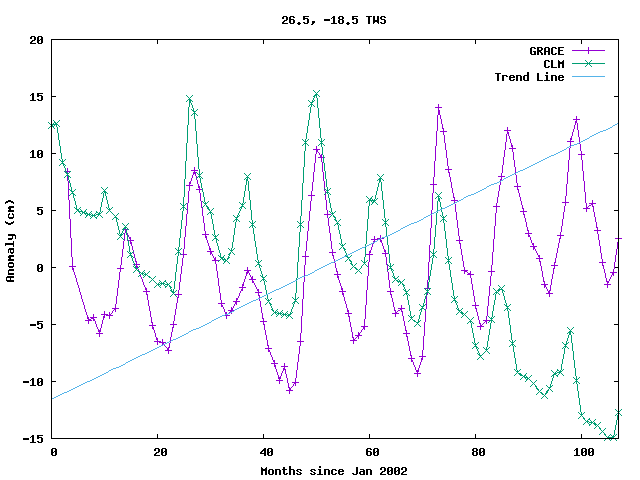 26.5, -18.5 TWS
20
15
10
5
0
-5
-10
-15
Anomaly (cm)
GRACE
CLM
Trend Line
0 20 40 60 80 100
Months since Jan 2002